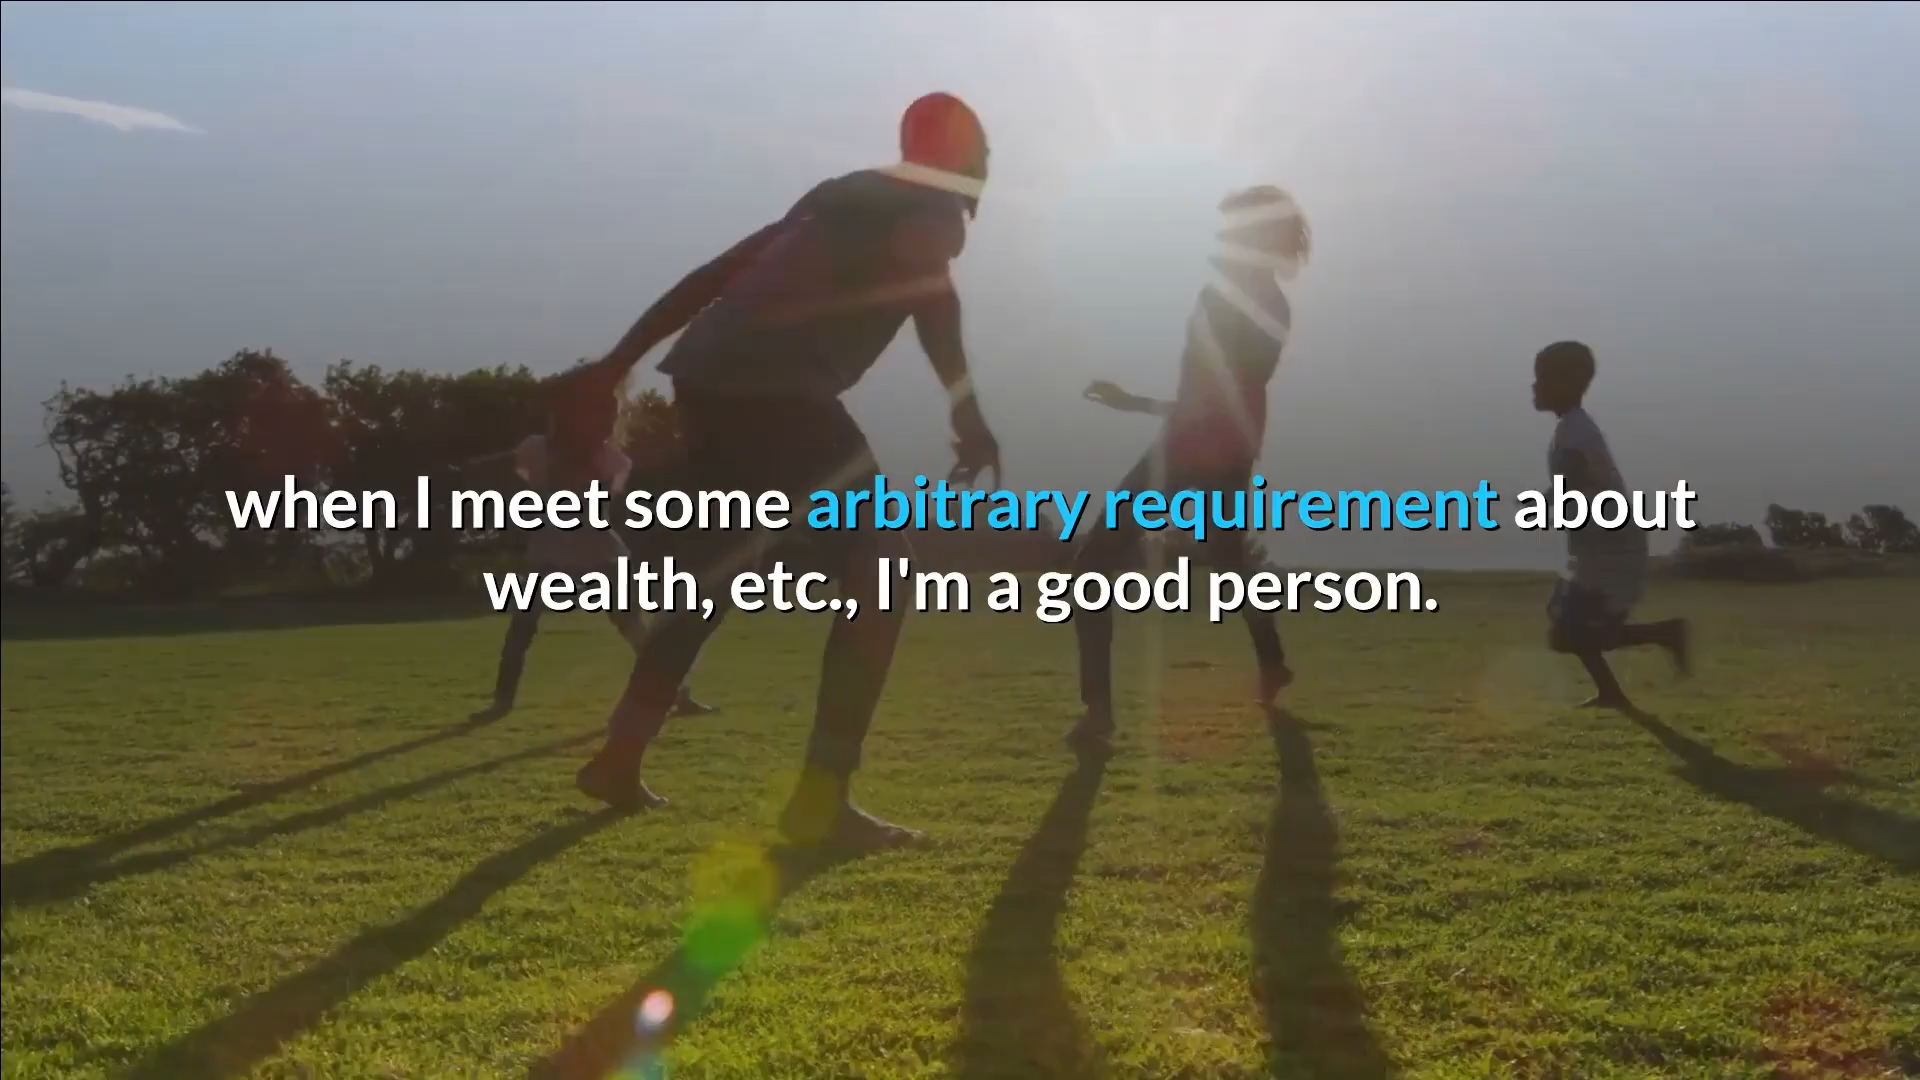 when I meet some arbitrary requirement about
wealth, etc., I'm a good person.